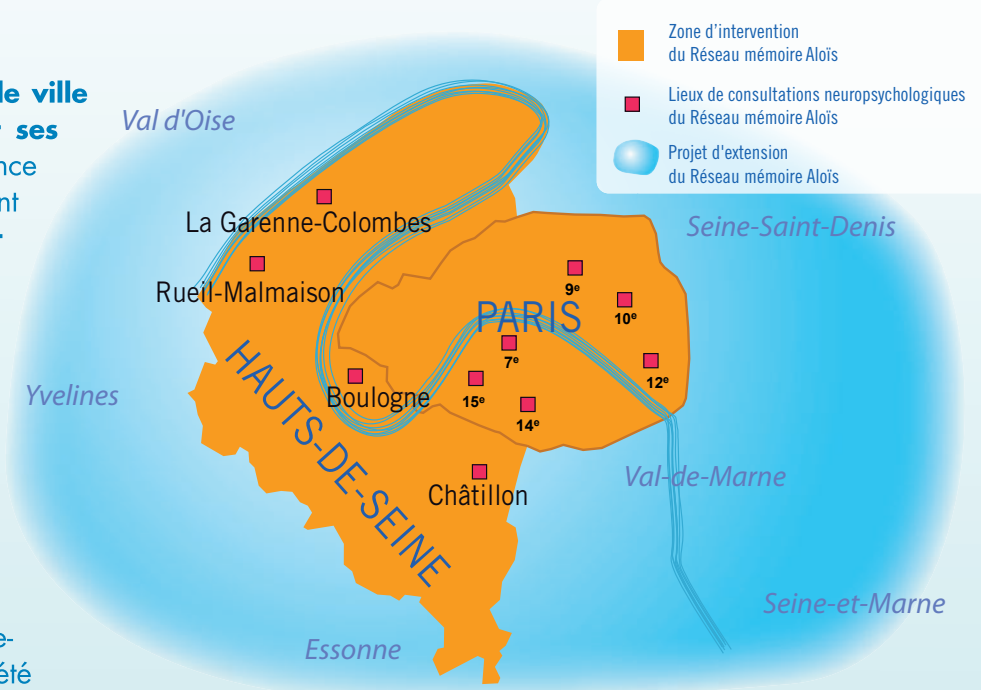 de ville
ses
Zone d'intervention
du Réseau mémoire Aloïs
Lieux de consultations neuropsychologiques
du Réseau mémoire Aloïs
Projet d'extension
du Réseau mémoire Aloïs
Val d'Oise
Seine-Saint-Denis
La Garenne-Colombes
Rueil-Malmaison
9e
PARIS
10e
7e
12e
Yvelines
HAUTS-DE-SEINE
Boulogne
15e
14e
Châtillon
Val-de-Marne
Seine-et-Marne
Essonne
été